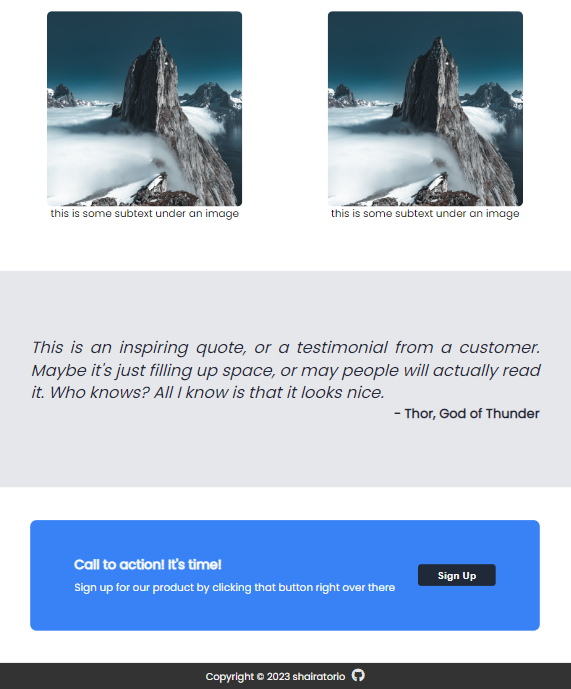 this is some subtext under an image
this is some subtext under an image
This is an inspiring quote, or a testimonial from a customer.
Maybe it's just filling up space, or may people will actually read
it. Who knows? All I know is that it looks nice.
- Thor, God of Thunder
Call to action! It's time!
Sign up for our product by clicking that button right over there
Sign Up
Copyright © 2023 shairatorio